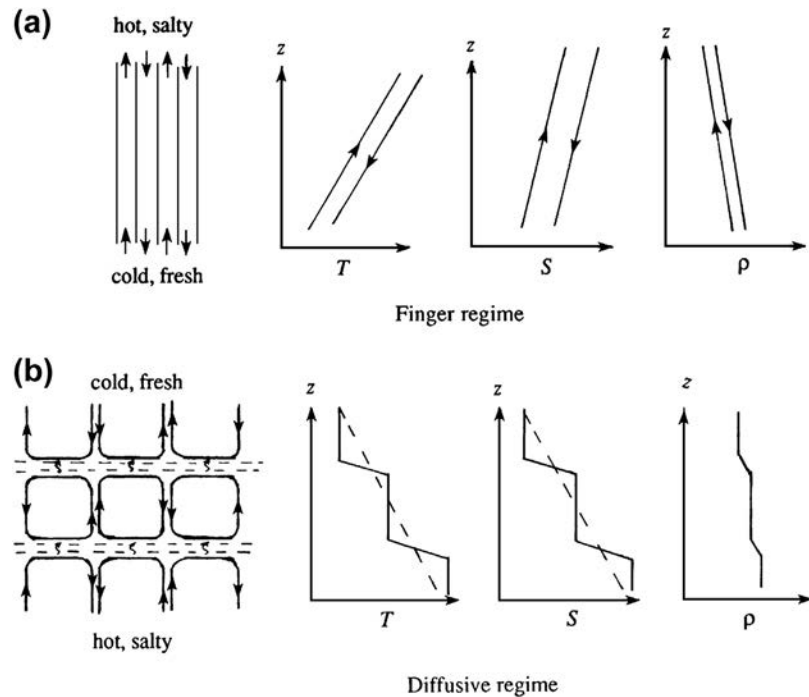 (a)
hot, salty
cold, fresh
z
T
z
S
z
ρ
Finger regime
(b)
cold, fresh
hot, salty
z
T
z
S
z
ρ
Diffusive regime